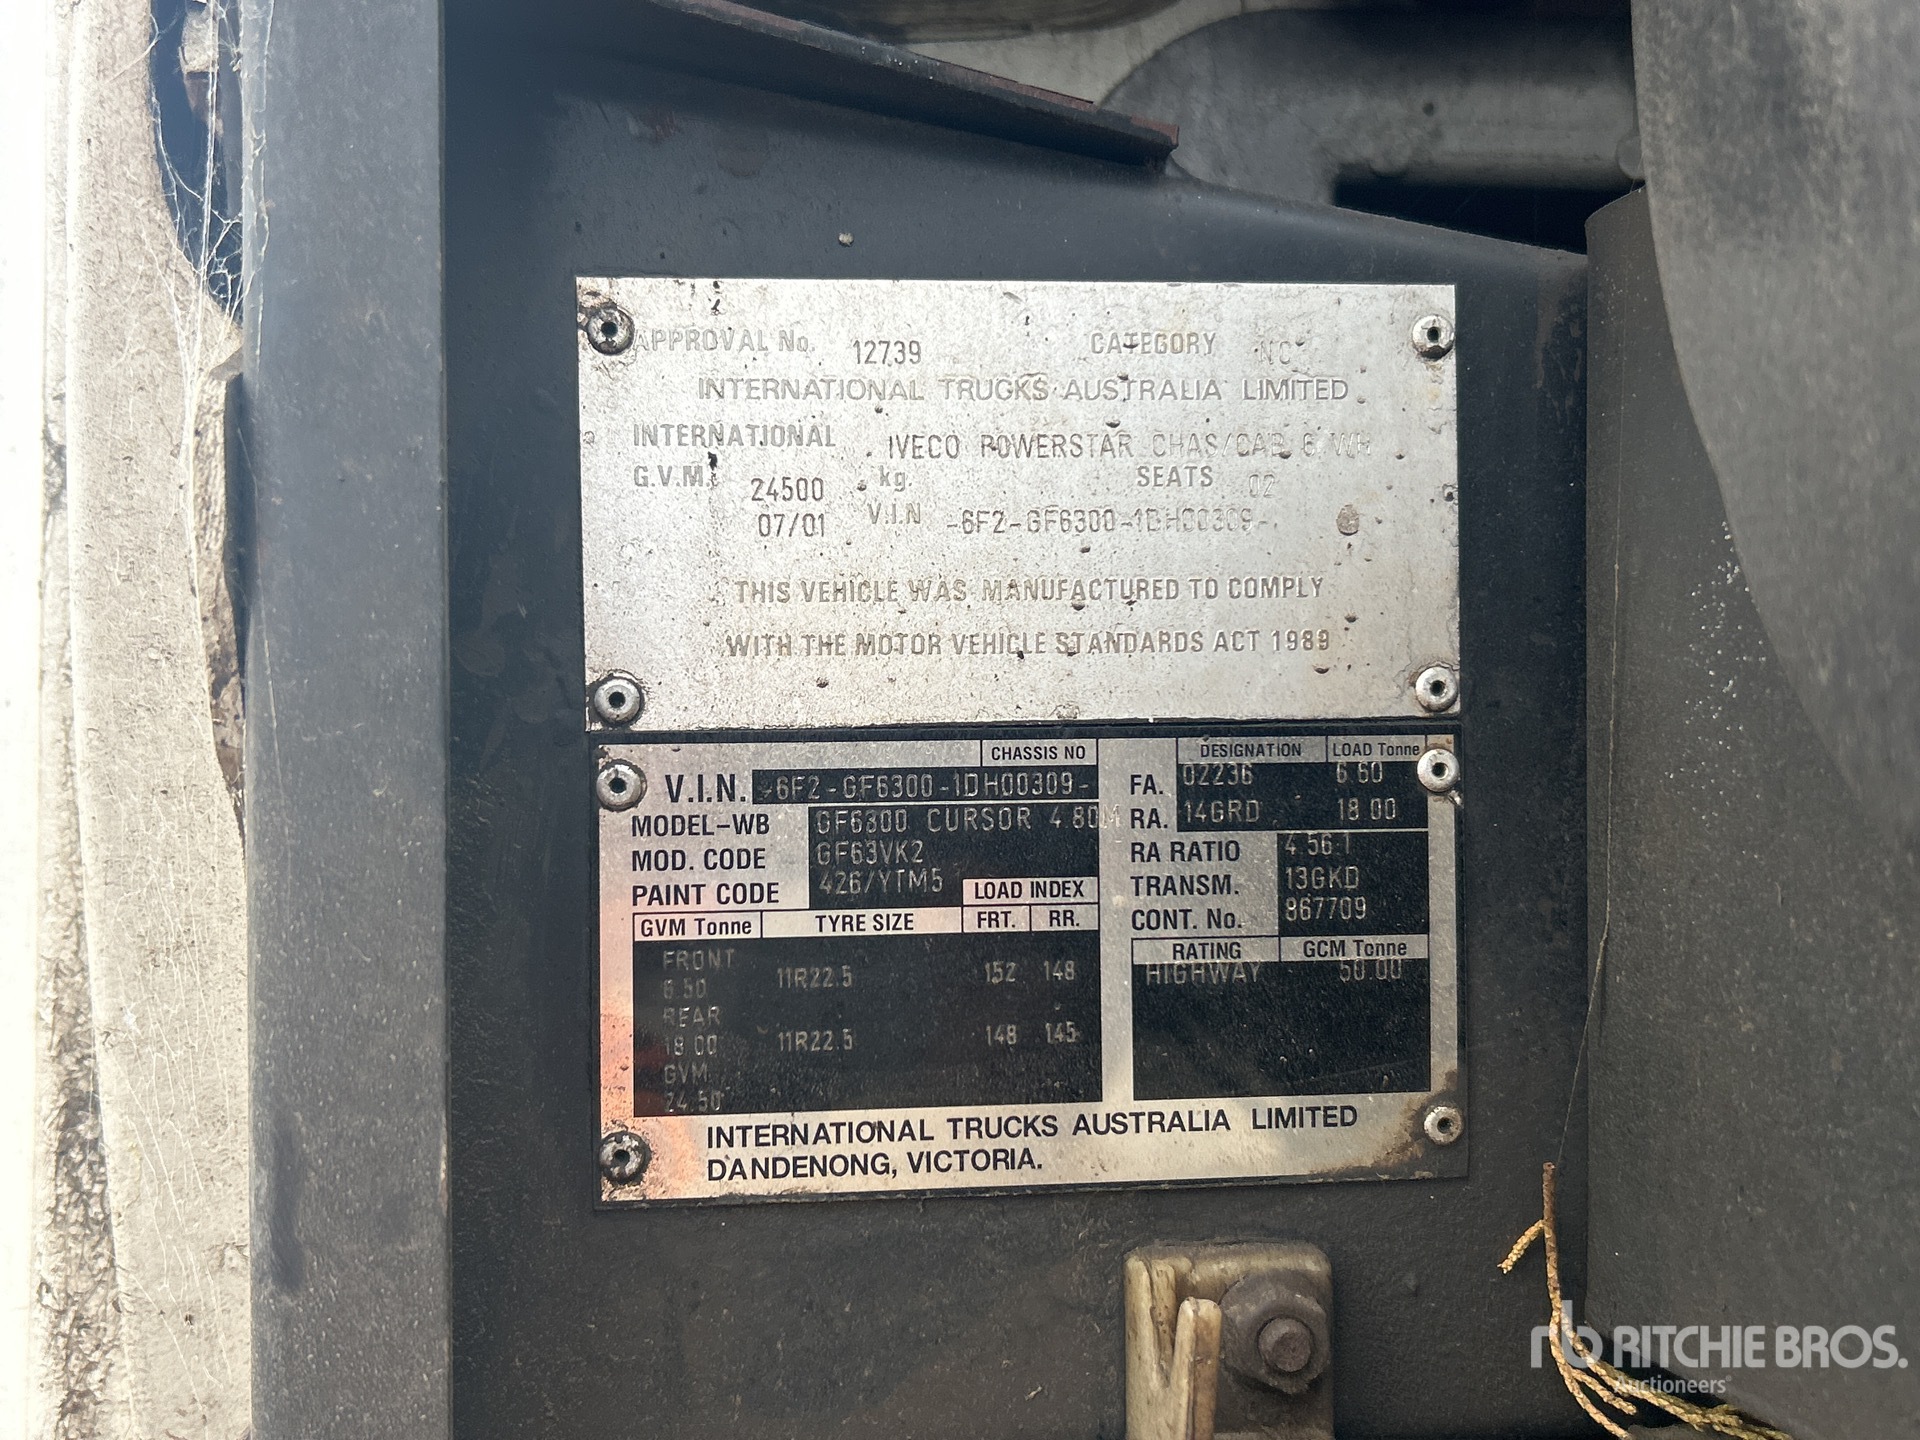 APPROVAL No. 12739 CATEGORY NC
INTERNATIONAL TRUCKS AUSTRALIA LIMITED
INTERNATIONAL IVECO POWERSTAR CHAS/CAB 6 WH
G.V.M. 24500 kg. SEATS 02
07/01 V.I.N -6F2-GF6300-1DH00309-
THIS VEHICLE WAS MANUFACTURED TO COMPLY
WITH THE MOTOR VEHICLE STANDARDS ACT 1989
CHASSIS NO
V.I.N. -6F2-GF6300-1DH00309-
MODEL-WB GF6300 CURSOR 4.80M
MOD. CODE GF63VK2
PAINT CODE 426/YTM5
LOAD INDEX
GVM Tonne TYRE SIZE FRT. RR.
FRONT
6.50 11R22.5 152 148
REAR
18.00 11R22.5 148 145
GVM
24.50
DESIGNATION LOAD Tonne
FA. 02236 6.60
RA. 14GRD 18.00
RA RATIO 4.56:1
TRANSM. 13GKD
CONT. No. 867709
RATING GCM Tonne
HIGHWAY 50.00
INTERNATIONAL TRUCKS AUSTRALIA LIMITED
DANDENONG, VICTORIA.
rb RITCHIE BROS.
Auctioneers